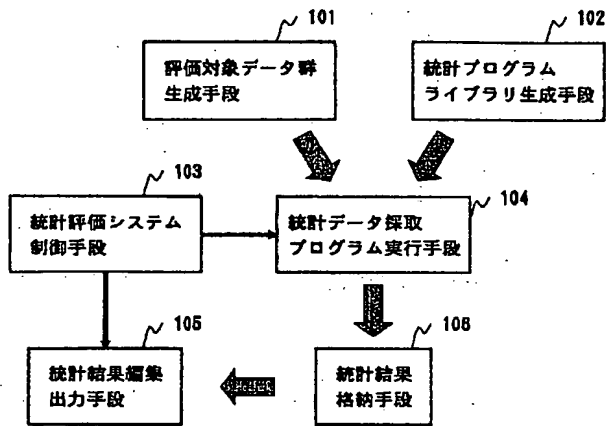 101
評価対象データ群
生成手段
102
統計プログラム
ライブラリ生成手段
103
統計評価システム
制御手段
104
統計データ採取
プログラム実行手段
105
統計結果編集
出力手段
106
統計結果
格納手段